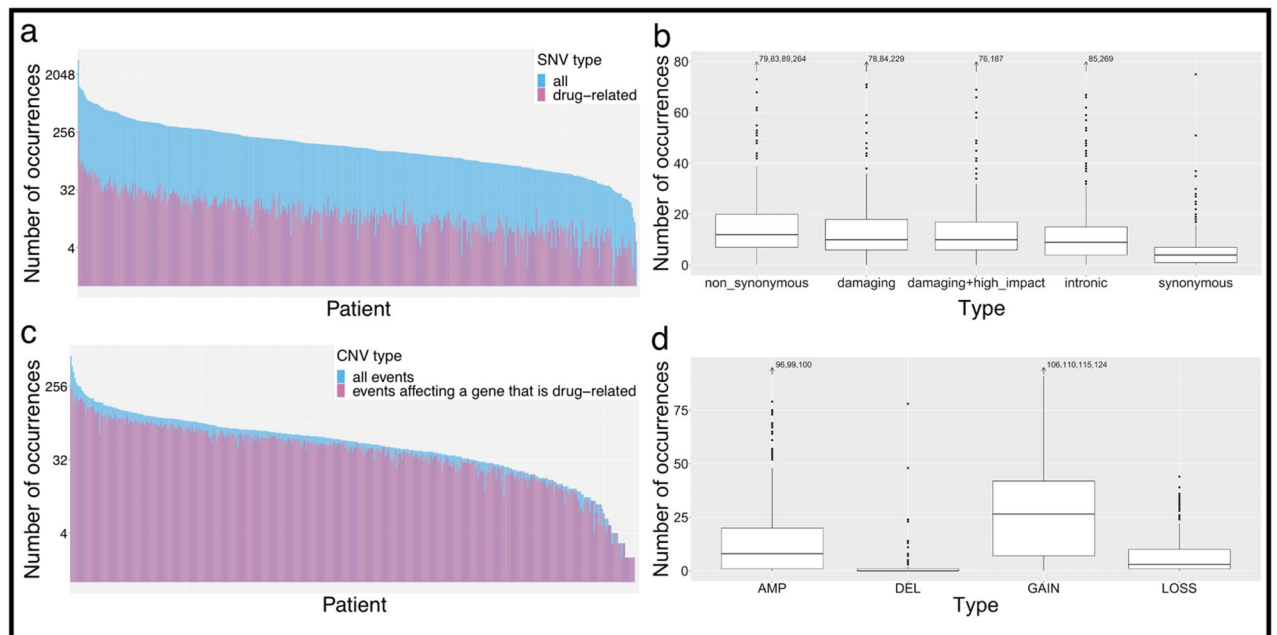 a
SNV type
all
drug-related
2048
256
32
4
Number of occurrences
Patient
b
79,83,89,264
78,84,229
76,187
85,269
80
60
40
20
0
Number of occurrences
non_synonymous
damaging
damaging+high_impact
intronic
synonymous
Type
c
CNV type
all events
events affecting a gene that is drug-related
256
32
4
Number of occurrences
Patient
d
96,99,100
106,110,115,124
75
50
25
0
Number of occurrences
AMP
DEL
GAIN
LOSS
Type